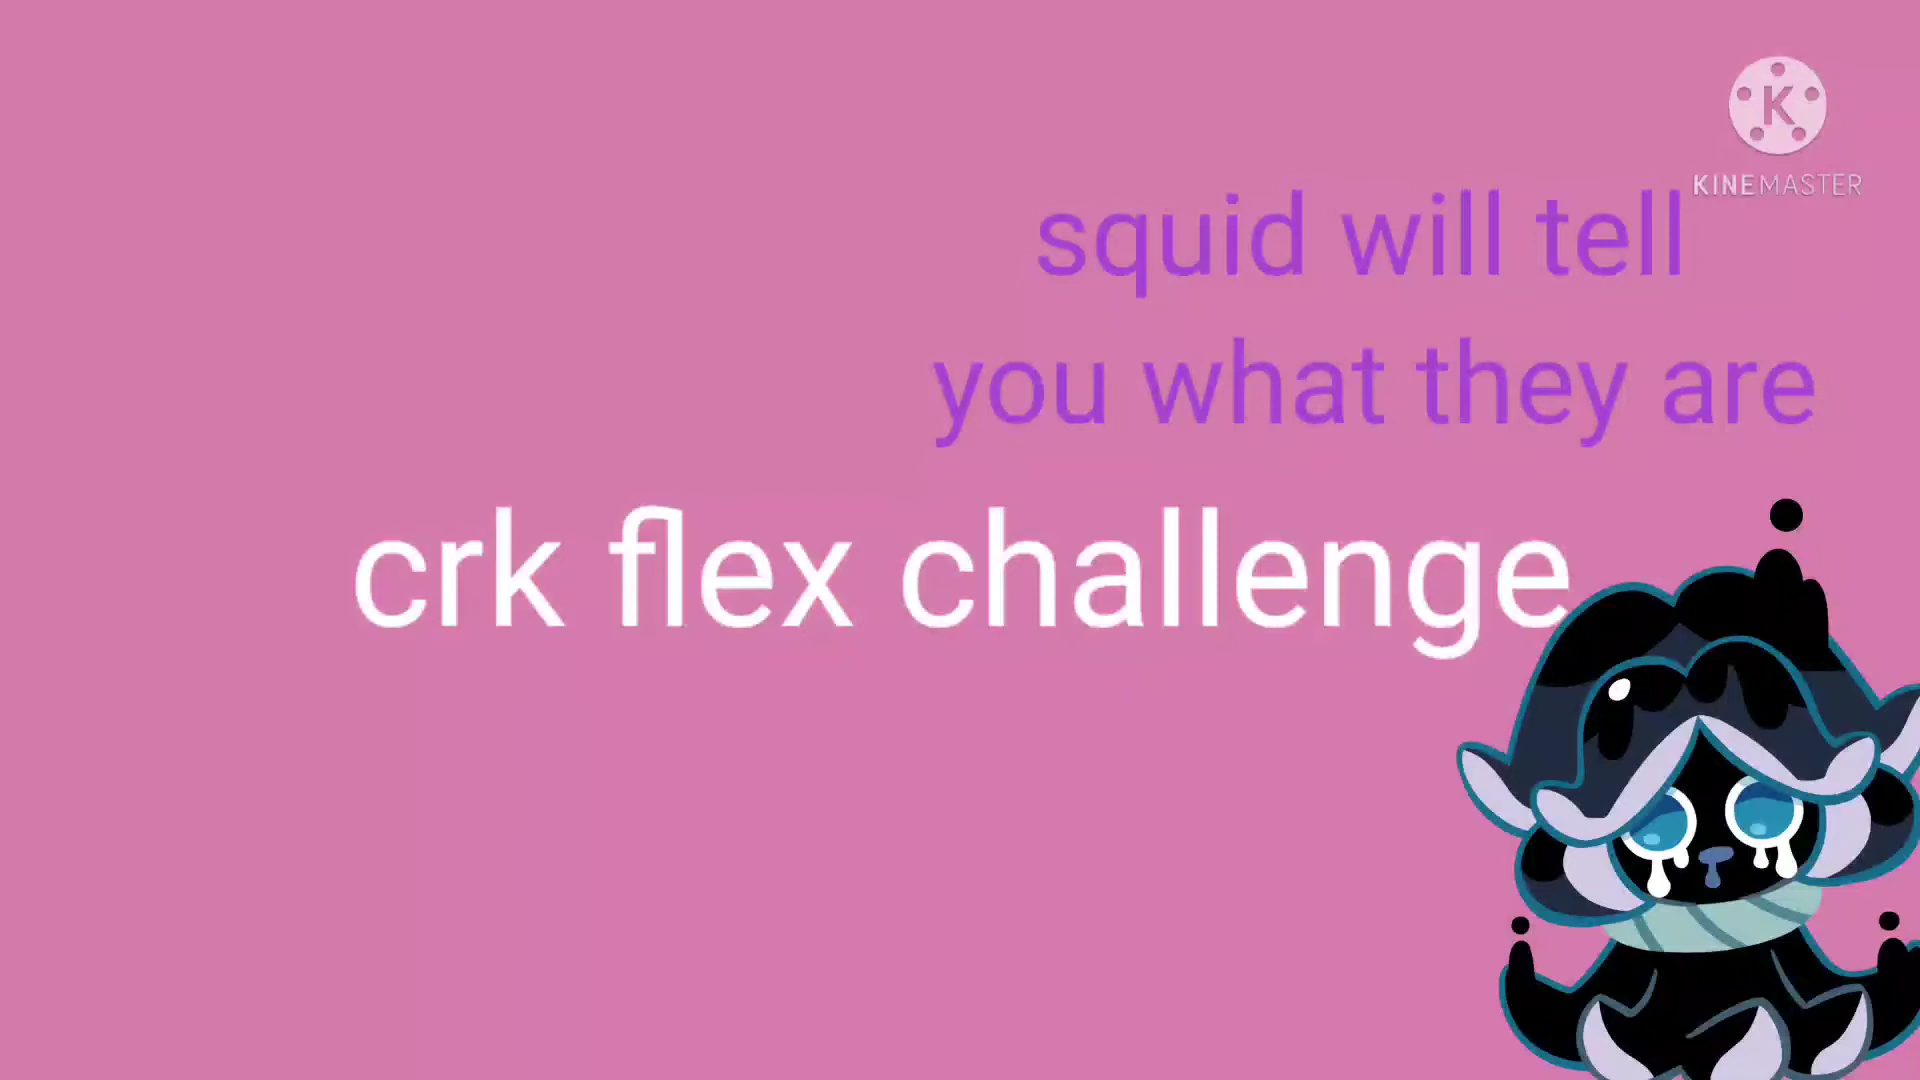 K
KINEMASTER
squid will tell
you what they are
crk flex challenge